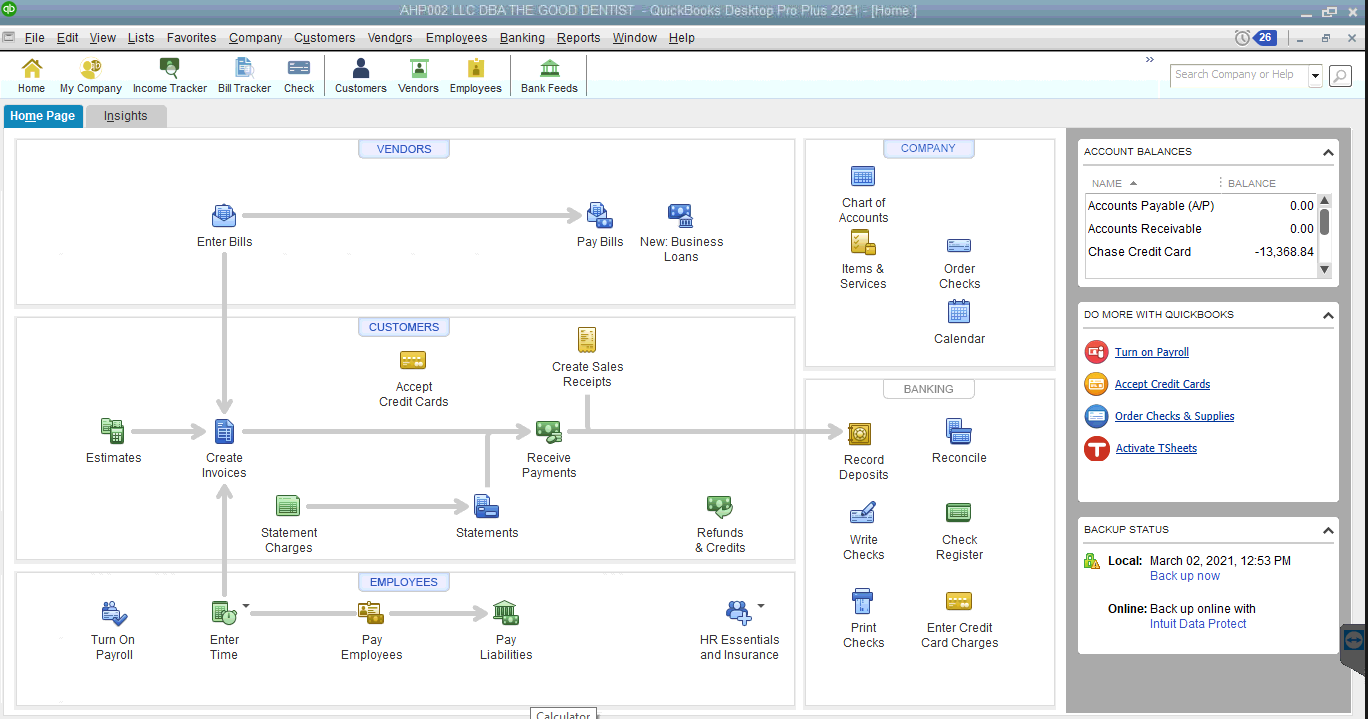 qb
AHP002 LLC DBA THE GOOD DENTIST - QuickBooks Desktop Pro Plus 2021 - [Home ]
File Edit View Lists Favorites Company Customers Vendors Employees Banking Reports Window Help
26
Home My Company Income Tracker Bill Tracker Check Customers Vendors Employees Bank Feeds
Search Company or Help
Home Page Insights
VENDORS
Enter Bills
Pay Bills
New: Business
Loans
CUSTOMERS
Accept
Credit Cards
Create Sales
Receipts
Estimates
Create
Invoices
Receive
Payments
Statement
Charges
Statements
Refunds
& Credits
EMPLOYEES
Turn On
Payroll
Enter
Time
Pay
Employees
Pay
Liabilities
HR Essentials
and Insurance
COMPANY
Chart of
Accounts
Items &
Services
Order
Checks
Calendar
BANKING
Record
Deposits
Reconcile
Write
Checks
Check
Register
Print
Checks
Enter Credit
Card Charges
ACCOUNT BALANCES
NAME BALANCE
Accounts Payable (A/P) 0.00
Accounts Receivable 0.00
Chase Credit Card -13,368.84
DO MORE WITH QUICKBOOKS
Turn on Payroll
Accept Credit Cards
Order Checks & Supplies
Activate TSheets
BACKUP STATUS
Local: March 02, 2021, 12:53 PM
Back up now
Online: Back up online with
Intuit Data Protect
Calculator